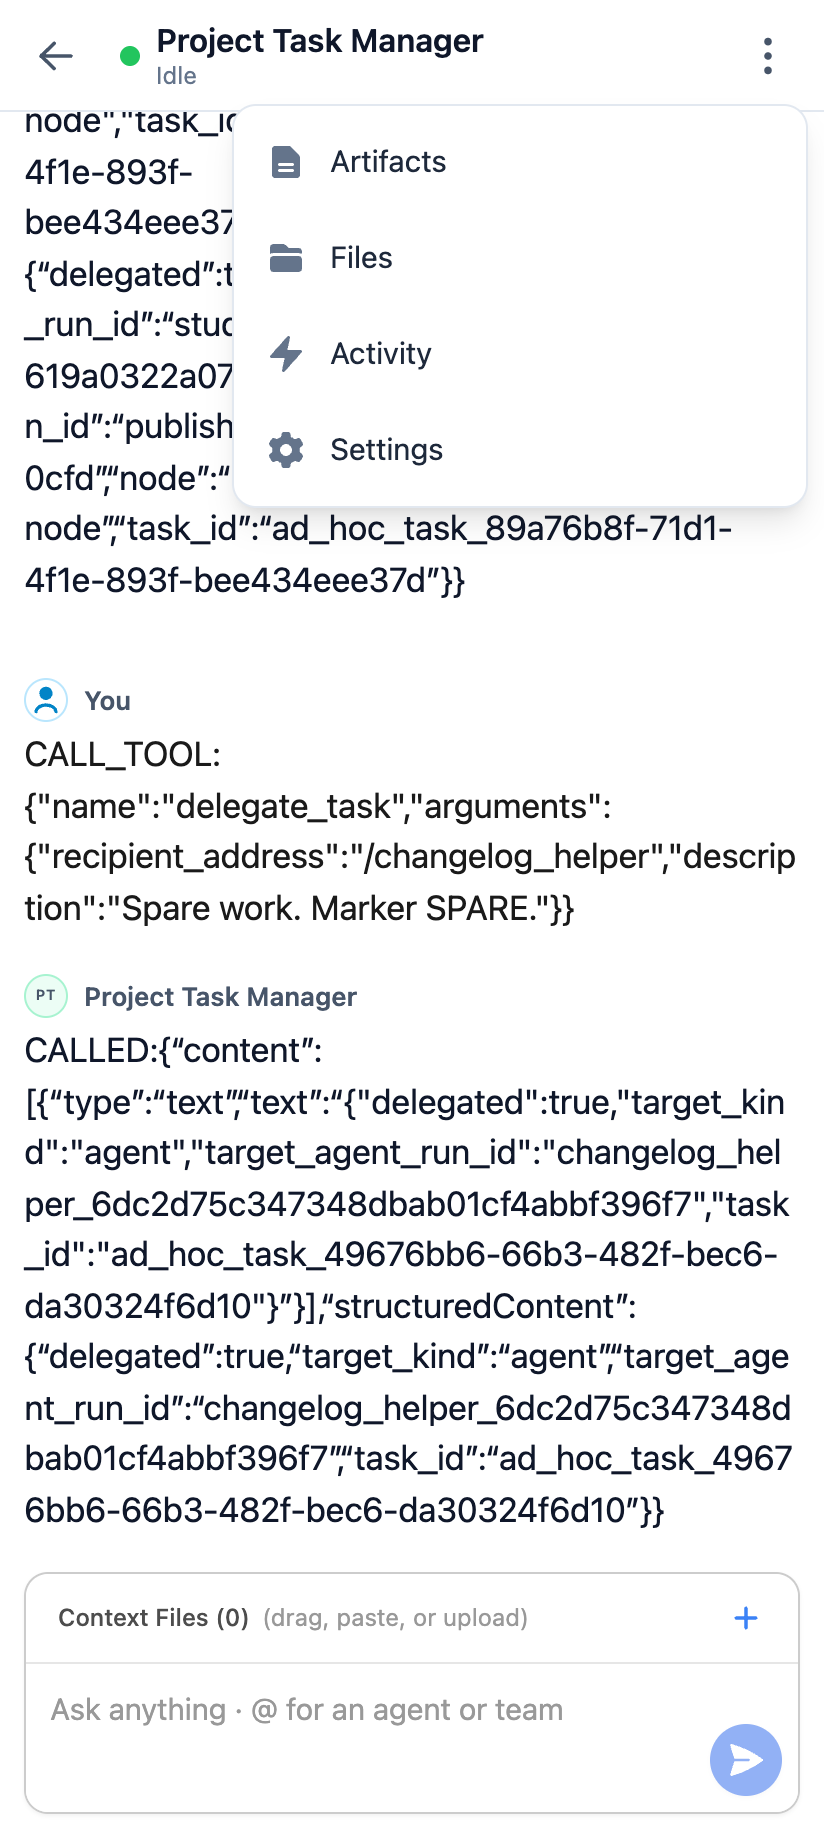 Project Task Manager
Idle
Artifacts
Files
Activity
Settings
node","task_id
4f1e-893f-
bee434eee37
{“delegated”:t
_run_id”:“stud
619a0322a07
n_id”:“publish
0cfd”,“node”:“
node”,“task_id”:“ad_hoc_task_89a76b8f-71d1-
4f1e-893f-bee434eee37d”}}
You
CALL_TOOL:
{"name":"delegate_task","arguments":
{"recipient_address":"/changelog_helper","descrip
tion":"Spare work. Marker SPARE."}}
PT
Project Task Manager
CALLED:{“content”:
[{“type”:“text”,“text”:“{"delegated":true,"target_kin
d":"agent","target_agent_run_id":"changelog_hel
per_6dc2d75c347348dbab01cf4abbf396f7","task
_id":"ad_hoc_task_49676bb6-66b3-482f-bec6-
da30324f6d10"}”}],“structuredContent”:
{“delegated”:true,“target_kind”:“agent”,“target_age
nt_run_id”:“changelog_helper_6dc2d75c347348d
bab01cf4abbf396f7”,“task_id”:“ad_hoc_task_4967
6bb6-66b3-482f-bec6-da30324f6d10”}}
Context Files (0) (drag, paste, or upload)
Ask anything · @ for an agent or team